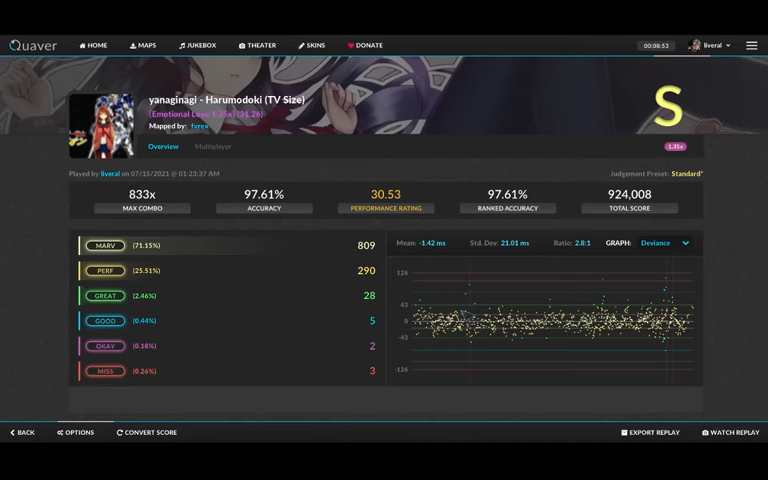 Quaver HOME MAPS JUKEBOX THEATER SKINS DONATE 00:08:53 liveral
yanaginagi - Harumodoki (TV Size)
[Emotional Love 1.35x] (31.26)
Mapped by: fvrex
S
Overview Multiplayer 1.35x
Played by liveral on 07/15/2021 @ 01:23:37 AM Judgement Preset: Standard*
833x 97.61% 30.53 97.61% 924,008
MAX COMBO ACCURACY PERFORMANCE RATING RANKED ACCURACY TOTAL SCORE
MARV (71.15%) 809
PERF (25.51%) 290
GREAT (2.46%) 28
GOOD (0.44%) 5
OKAY (0.18%) 2
MISS (0.26%) 3
Mean: -1.42 ms Std. Dev: 21.01 ms Ratio: 2.8:1 GRAPH: Deviance
126
43
0
-43
-126
BACK OPTIONS CONVERT SCORE EXPORT REPLAY WATCH REPLAY